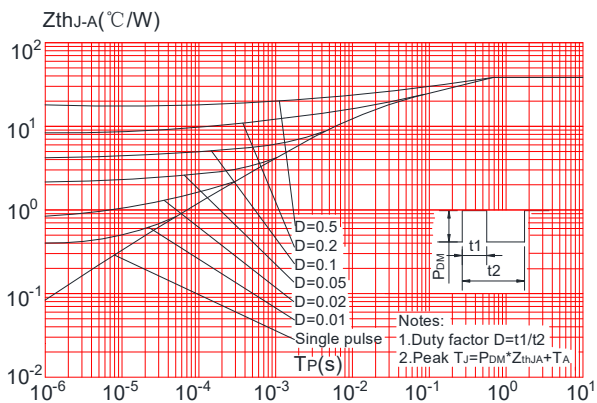 ZthJ-A(℃/W)
10²
10¹
10⁰
10⁻¹
10⁻²
D=0.5
D=0.2
D=0.1
D=0.05
D=0.02
D=0.01
Single pulse
PDM
t1
t2
Notes:
1.Duty factor D=t1/t2
2.Peak TJ=PDM*ZthJA+TA
TP(s)
10⁻⁶ 10⁻⁵ 10⁻⁴ 10⁻³ 10⁻² 10⁻¹ 10⁰ 10¹